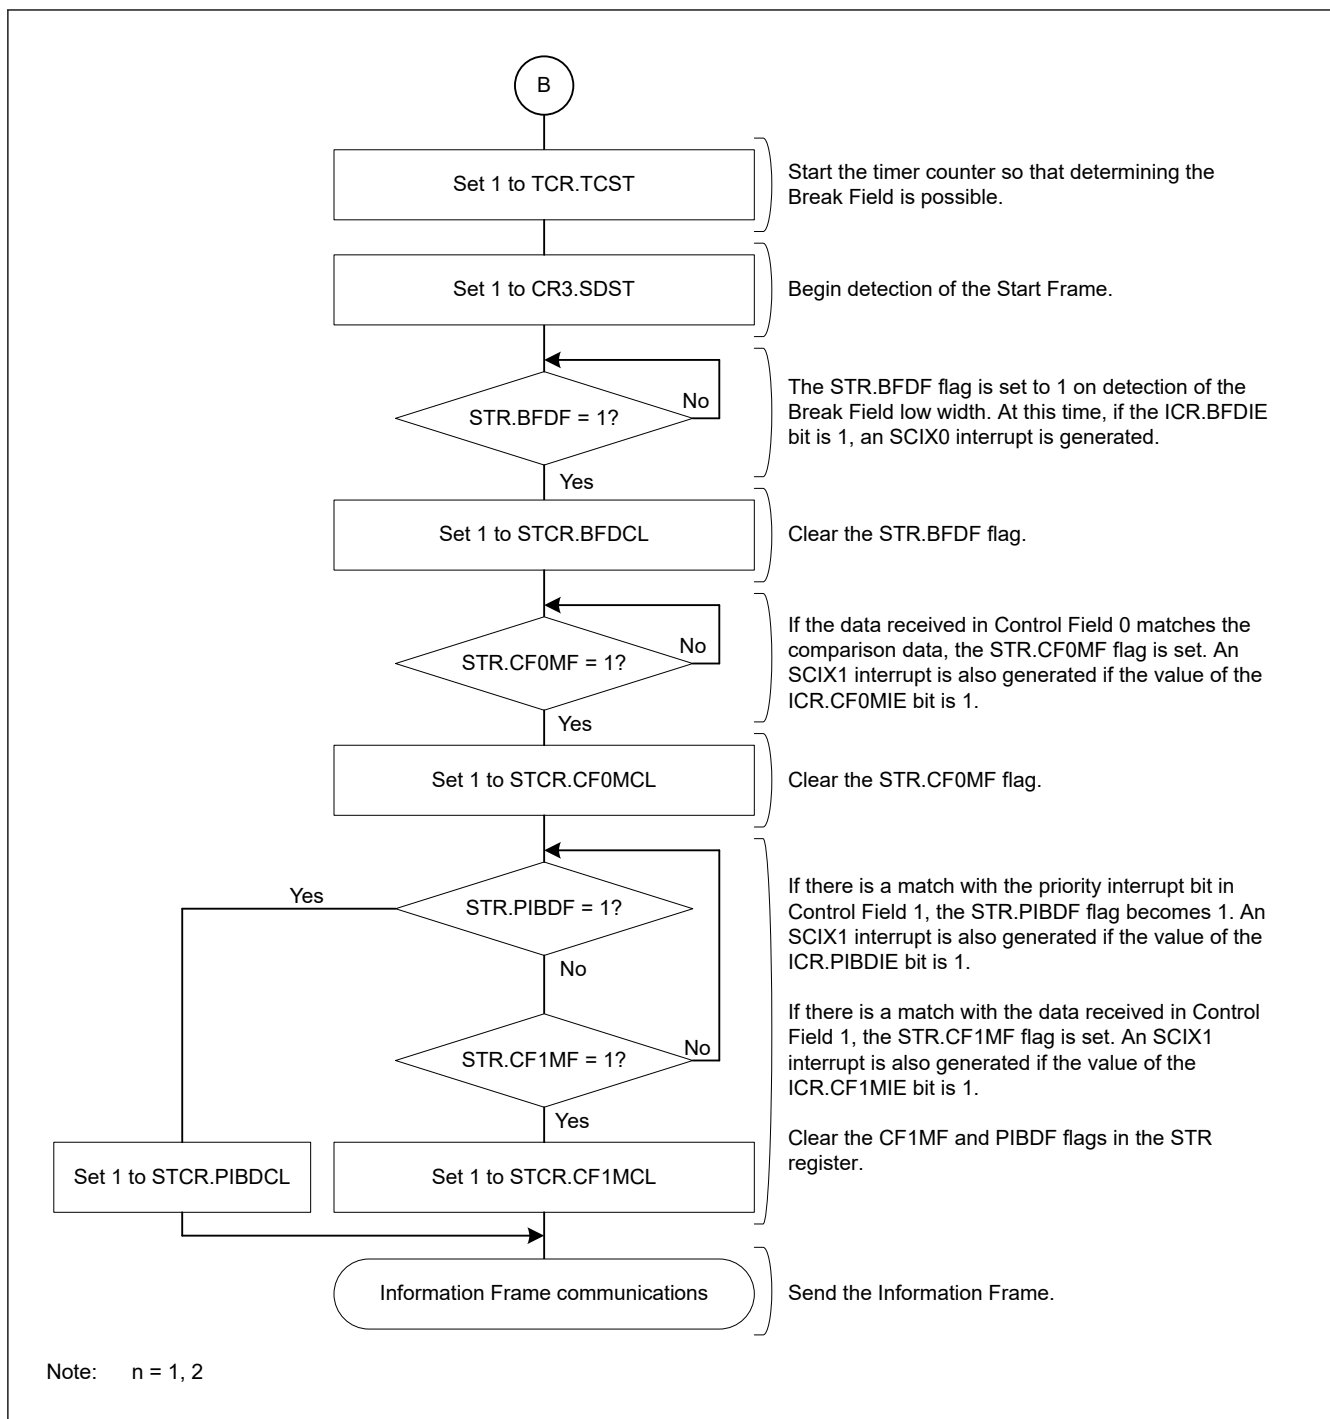 B
Set 1 to TCR.TCST
Start the timer counter so that determining the
Break Field is possible.
Set 1 to CR3.SDST
Begin detection of the Start Frame.
STR.BFDF = 1?
No
Yes
The STR.BFDF flag is set to 1 on detection of the
Break Field low width. At this time, if the ICR.BFDIE
bit is 1, an SCIX0 interrupt is generated.
Set 1 to STCR.BFDCL
Clear the STR.BFDF flag.
STR.CF0MF = 1?
No
Yes
If the data received in Control Field 0 matches the
comparison data, the STR.CF0MF flag is set. An
SCIX1 interrupt is also generated if the value of the
ICR.CF0MIE bit is 1.
Set 1 to STCR.CF0MCL
Clear the STR.CF0MF flag.
Yes
STR.PIBDF = 1?
No
If there is a match with the priority interrupt bit in
Control Field 1, the STR.PIBDF flag becomes 1. An
SCIX1 interrupt is also generated if the value of the
ICR.PIBDIE bit is 1.
STR.CF1MF = 1?
No
Yes
If there is a match with the data received in Control
Field 1, the STR.CF1MF flag is set. An SCIX1
interrupt is also generated if the value of the
ICR.CF1MIE bit is 1.
Set 1 to STCR.PIBDCL
Set 1 to STCR.CF1MCL
Clear the CF1MF and PIBDF flags in the STR
register.
Information Frame communications
Send the Information Frame.
Note: n = 1, 2